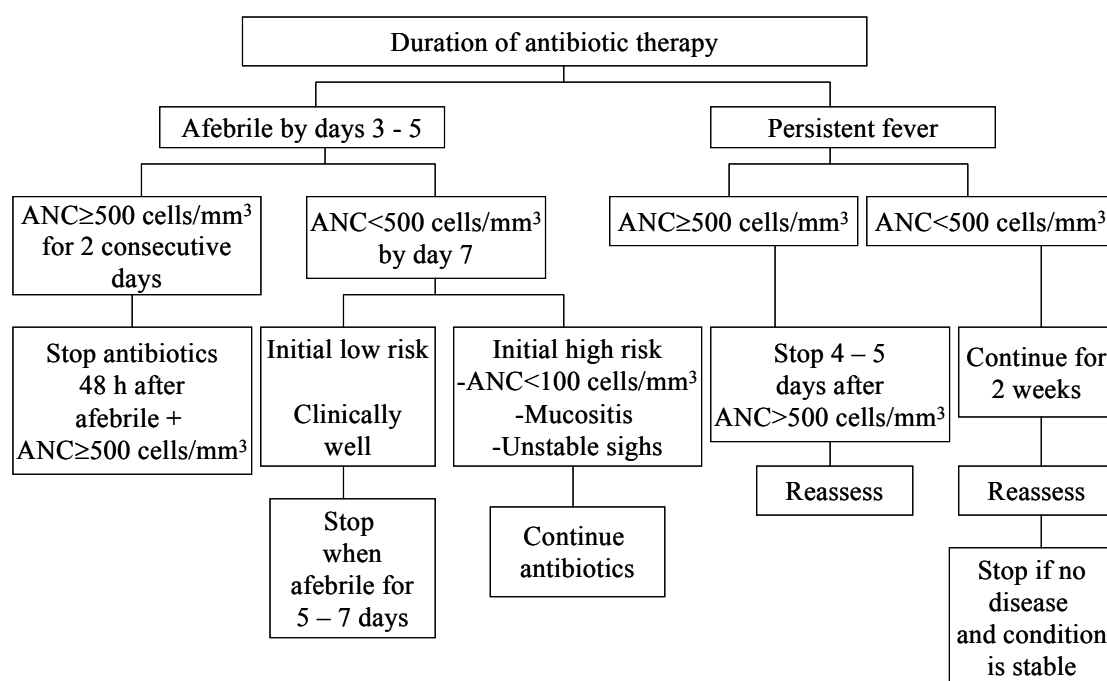 Duration of antibiotic therapy
Afebrile by days 3 - 5
Persistent fever
ANC≥500 cells/mm³
for 2 consecutive
days
ANC<500 cells/mm³
by day 7
ANC≥500 cells/mm³
ANC<500 cells/mm³
Stop antibiotics
48 h after
afebrile +
ANC≥500 cells/mm³
Initial low risk
Clinically
well
Initial high risk
-ANC<100 cells/mm³
-Mucositis
-Unstable sighs
Stop 4 – 5
days after
ANC>500 cells/mm³
Continue for
2 weeks
Stop
when
afebrile for
5 – 7 days
Continue
antibiotics
Reassess
Reassess
Stop if no
disease
and condition
is stable